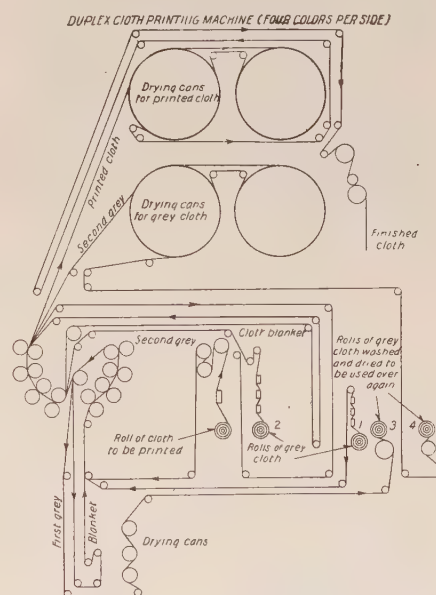 DUPLEX CLOTH PRINTING MACHINE (FOUR COLORS PER SIDE)
Drying cans
for printed cloth
Printed cloth
Second grey
Drying cans
for grey cloth
Finished
cloth
Second grey
Cloth blanket
Rolls of grey
cloth washed
and dried to
be used over
again
2
1
3
4
Roll of cloth
to be printed
Rolls of grey
cloth
First grey
Blanket
Drying cans